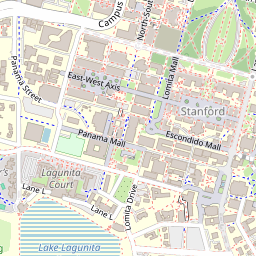 Campus
North-Sou
Panama Street
East-West Axis
Lomita Mall
Stanford
Panama Mall
Escondido Mall
Lagunita
Court
Lane L
Lane L
Lomita Drive
Lake Lagunita